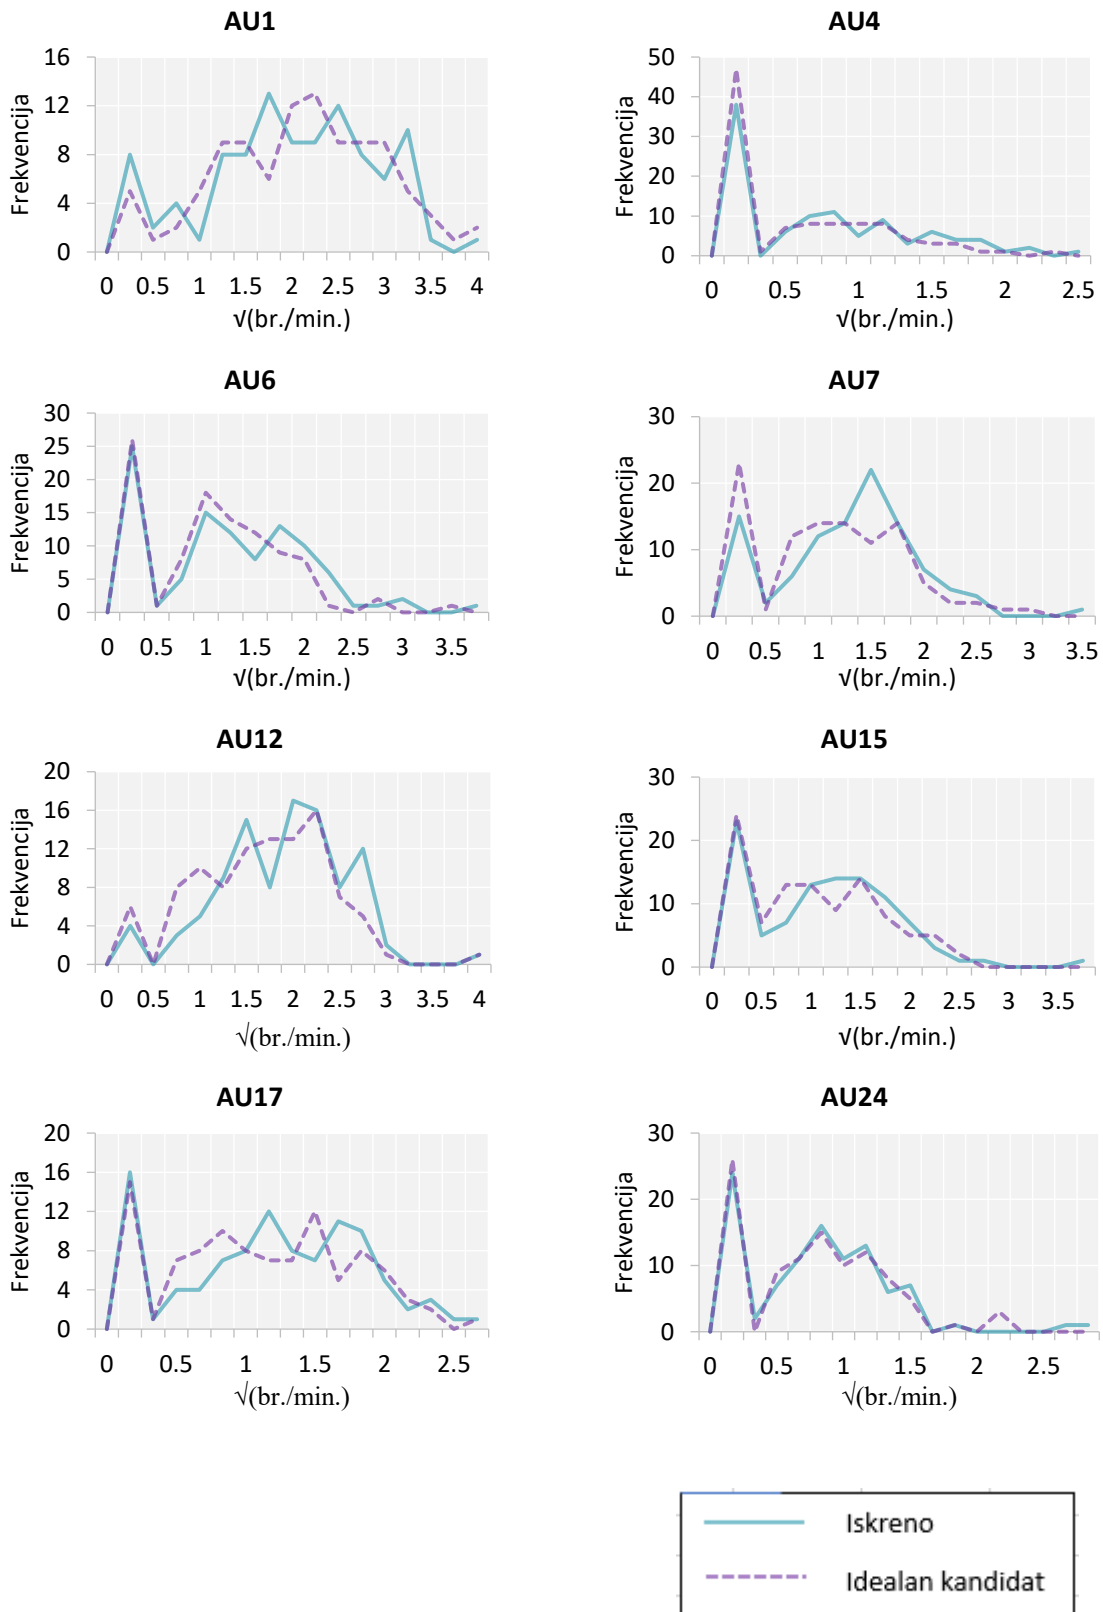 AU1
16
12
8
4
0
Frekvencija
0 0.5 1 1.5 2 2.5 3 3.5 4
√(br./min.)
AU4
50
40
30
20
10
0
Frekvencija
0 0.5 1 1.5 2 2.5
√(br./min.)
AU6
30
25
20
15
10
5
0
Frekvencija
0 0.5 1 1.5 2 2.5 3 3.5
√(br./min.)
AU7
30
20
10
0
Frekvencija
0 0.5 1 1.5 2 2.5 3 3.5
√(br./min.)
AU12
20
16
12
8
4
0
Frekvencija
0 0.5 1 1.5 2 2.5 3 3.5 4
√(br./min.)
AU15
30
20
10
0
Frekvencija
0 0.5 1 1.5 2 2.5 3 3.5
√(br./min.)
AU17
20
16
12
8
4
0
Frekvencija
0 0.5 1 1.5 2 2.5
√(br./min.)
AU24
30
20
10
0
Frekvencija
0 0.5 1 1.5 2 2.5
√(br./min.)
Iskreno
Idealan kandidat